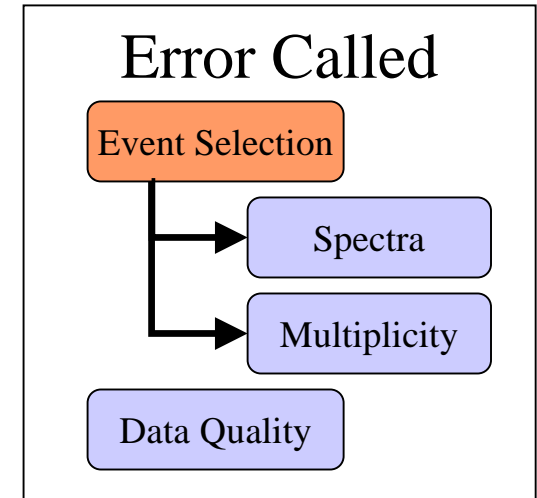 Error Called
Event Selection
Spectra
Multiplicity
Data Quality